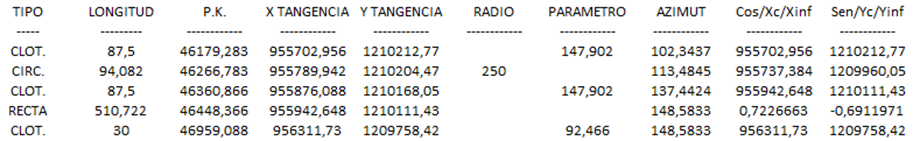 TIPO LONGITUD P.K. X TANGENCIA Y TANGENCIA RADIO PARAMETRO AZIMUT Cos/Xc/Xinf Sen/Yc/Yinf
----- --------- --------- ------------ ------------ ------------ ------------ --------- ------------ ------------
CLOT. 87,5 46179,283 955702,956 1210212,77 147,902 102,3437 955702,956 1210212,77
CIRC. 94,082 46266,783 955789,942 1210204,47 250 113,4845 955737,384 1209960,05
CLOT. 87,5 46360,866 955876,088 1210168,05 147,902 137,4424 955942,648 1210111,43
RECTA 510,722 46448,366 955942,648 1210111,43 148,5833 0,7226663 -0,6911971
CLOT. 30 46959,088 956311,73 1209758,42 92,466 148,5833 956311,73 1209758,42